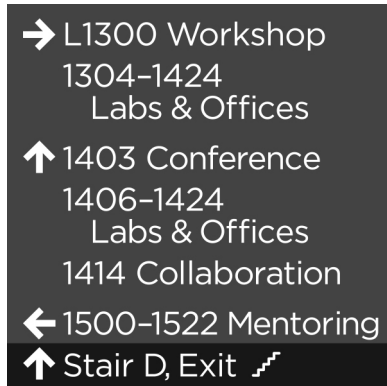 → L1300 Workshop
1304–1424
Labs & Offices
↑ 1403 Conference
1406–1424
Labs & Offices
1414 Collaboration
← 1500–1522 Mentoring
↑ Stair D, Exit